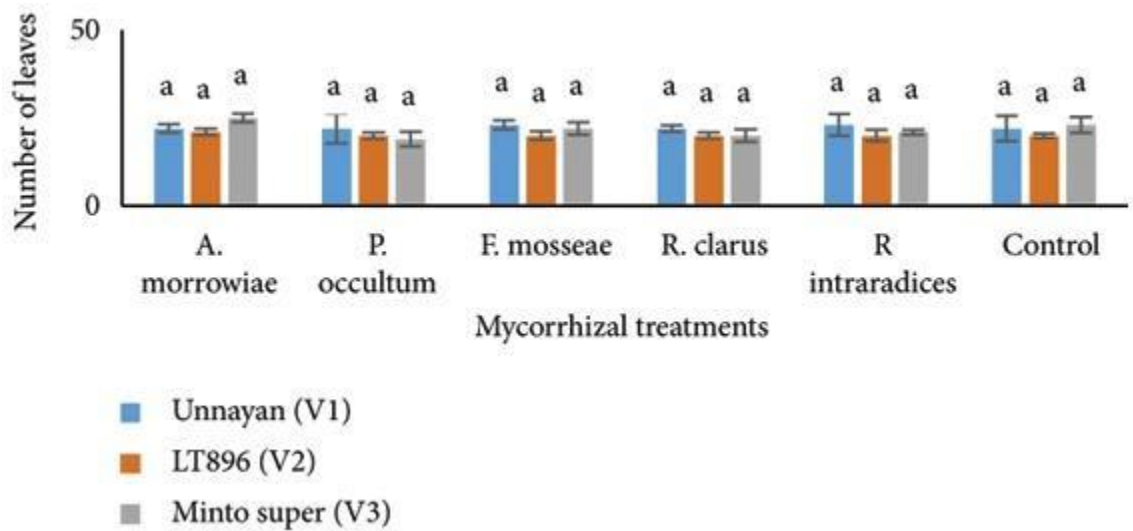 Number of leaves
50
0
a a a a a a a a a a a a a a a a a a
A. morrowiae
P. occultum
F. mosseae
R. clarus
R intraradices
Control
Mycorrhizal treatments
Unnayan (V1)
LT896 (V2)
Minto super (V3)